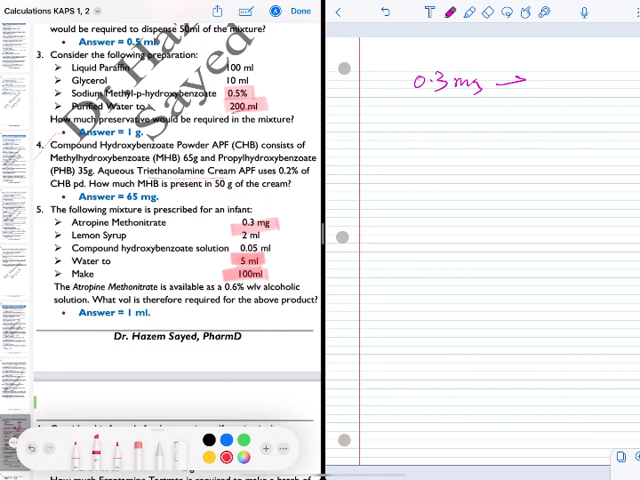 Calculations KAPS 1, 2
Done
would be required to dispense 50ml of the mixture?
• Answer = 0.5 ml.
3. Consider the following preparation:
➤ Liquid Paraffin 100 ml
➤ Glycerol 10 ml
➤ Sodium Methyl-p-hydroxybenzoate 0.5%
➤ Purified Water to 200 ml
How much preservative would be required in the mixture?
• Answer = 1 g.
4. Compound Hydroxybenzoate Powder APF (CHB) consists of
Methylhydroxybenzoate (MHB) 65g and Propylhydroxybenzoate
(PHB) 35g. Aqueous Triethanolamine Cream APF uses 0.2% of
CHB pd. How much MHB is present in 50 g of the cream?
• Answer = 65 mg.
5. The following mixture is prescribed for an infant:
➤ Atropine Methonitrate 0.3 mg
➤ Lemon Syrup 2 ml
➤ Compound hydroxybenzoate solution 0.05 ml
➤ Water to 5 ml
➤ Make 100ml
The Atropine Methonitrate is available as a 0.6% wlv alcoholic
solution. What vol is therefore required for the above product?
• Answer = 1 ml.
Dr. Hazem Sayed, PharmD
Sayed
0.3 mg →